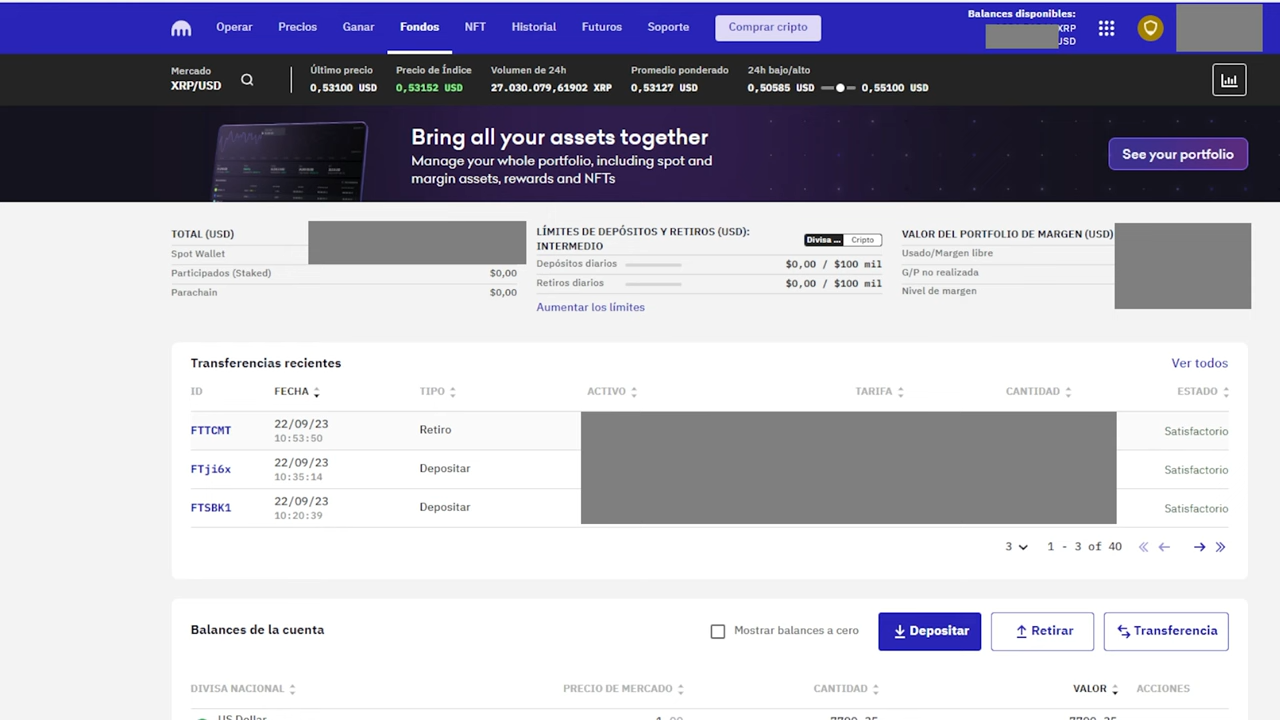 Operar Precios Ganar Fondos NFT Historial Futuros Soporte Comprar cripto
Balances disponibles:
XRP
USD
Mercado
XRP/USD
Último precio
0,53100 USD
Precio de Índice
0,53152 USD
Volumen de 24h
27.030.079,61902 XRP
Promedio ponderado
0,53127 USD
24h bajo/alto
0,50585 USD 0,55100 USD
Bring all your assets together
Manage your whole portfolio, including spot and
margin assets, rewards and NFTs
See your portfolio
TOTAL (USD)
Spot Wallet
Participados (Staked) $0,00
Parachain $0,00
LÍMITES DE DEPÓSITOS Y RETIROS (USD):
INTERMEDIO
Divisa ... Cripto
Depósitos diarios $0,00 / $100 mil
Retiros diarios $0,00 / $100 mil
Aumentar los límites
VALOR DEL PORTFOLIO DE MARGEN (USD)
Usado/Margen libre
G/P no realizada
Nivel de margen
Transferencias recientes Ver todos
ID FECHA TIPO ACTIVO TARIFA CANTIDAD ESTADO
FTTCMT 22/09/23 10:53:50 Retiro Satisfactorio
FTji6x 22/09/23 10:35:14 Depositar Satisfactorio
FTSBK1 22/09/23 10:20:39 Depositar Satisfactorio
3 1 - 3 of 40
Balances de la cuenta Mostrar balances a cero Depositar Retirar Transferencia
DIVISA NACIONAL PRECIO DE MERCADO CANTIDAD VALOR ACCIONES
US Dollar